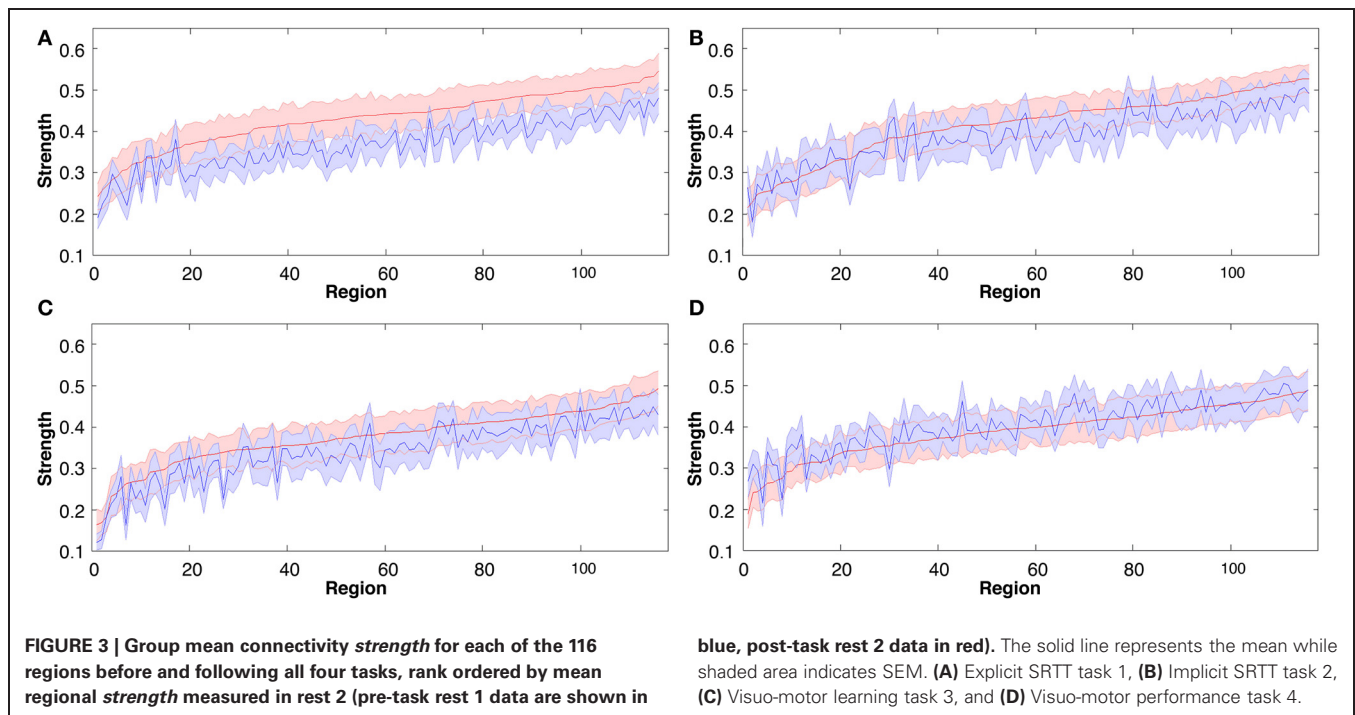 A
0.6
0.5
0.4
0.3
0.2
0.1
Strength
0 20 40 60 80 100
Region
B
0.6
0.5
0.4
0.3
0.2
0.1
Strength
0 20 40 60 80 100
Region
C
0.6
0.5
0.4
0.3
0.2
0.1
Strength
0 20 40 60 80 100
Region
D
0.6
0.5
0.4
0.3
0.2
0.1
Strength
0 20 40 60 80 100
Region
FIGURE 3 | Group mean connectivity strength for each of the 116
regions before and following all four tasks, rank ordered by mean
regional strength measured in rest 2 (pre-task rest 1 data are shown in
blue, post-task rest 2 data in red). The solid line represents the mean while
shaded area indicates SEM. (A) Explicit SRTT task 1, (B) Implicit SRTT task 2,
(C) Visuo-motor learning task 3, and (D) Visuo-motor performance task 4.